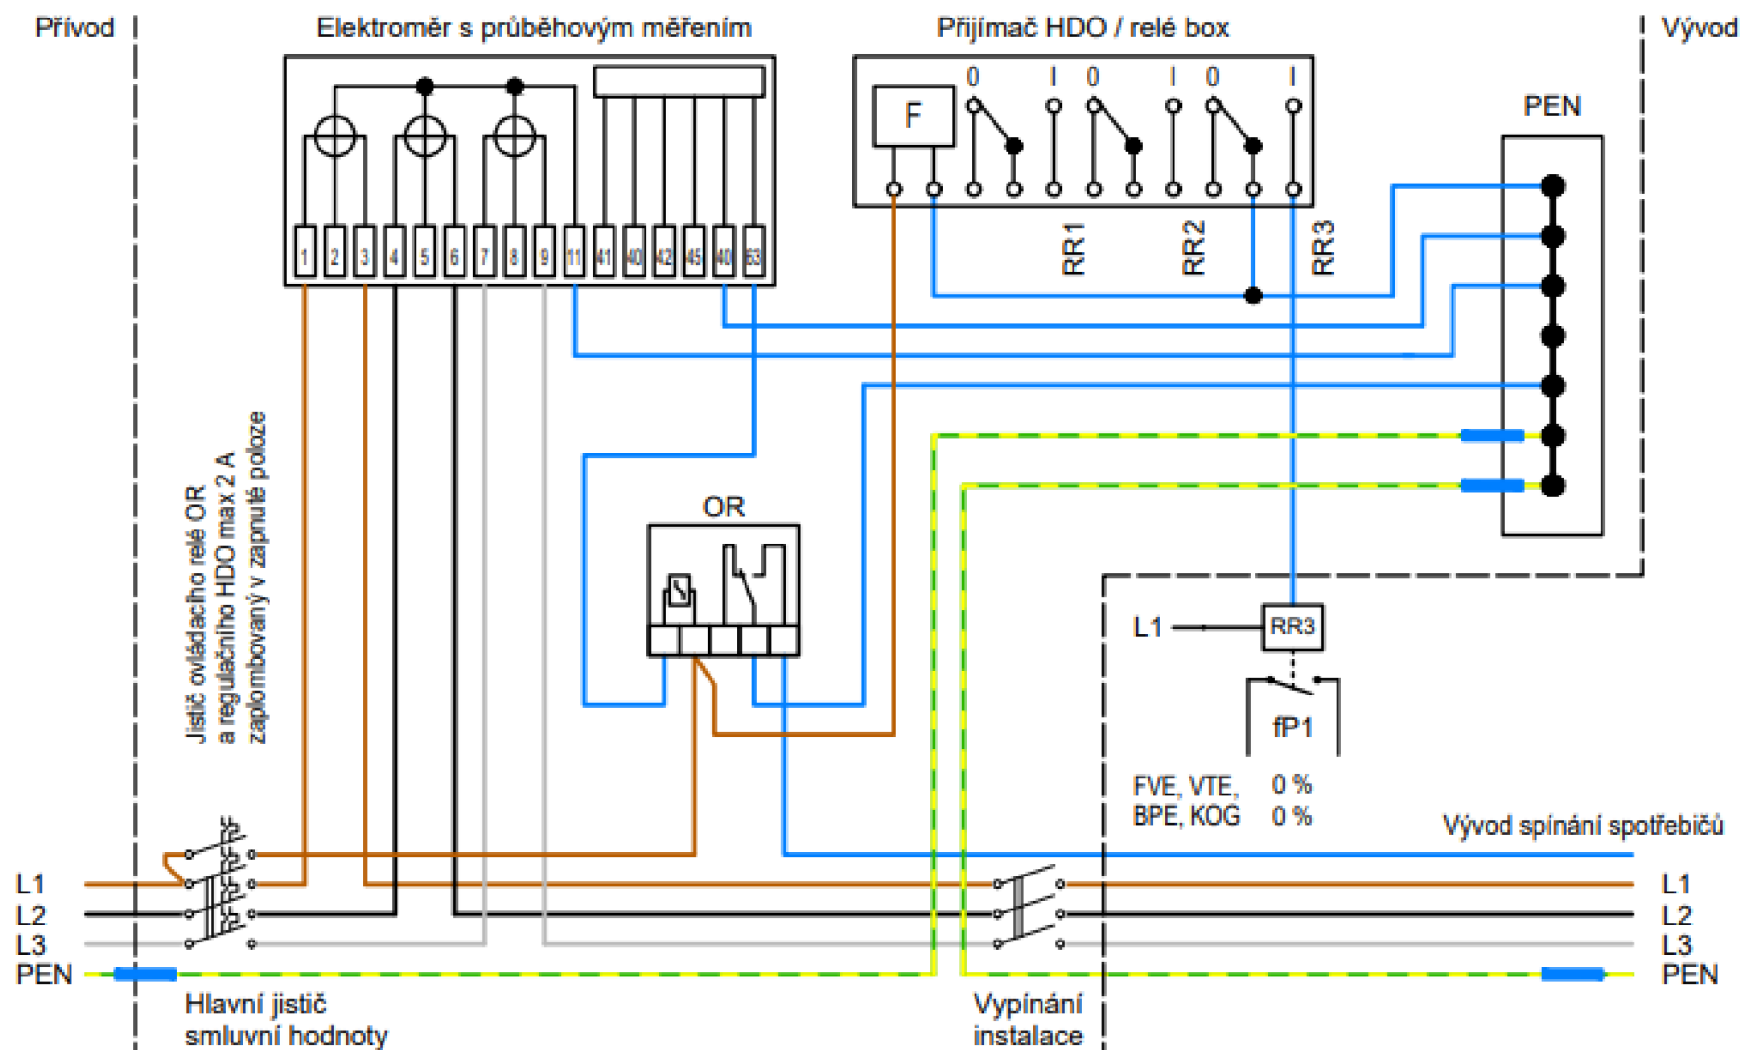 Přívod
Elektroměr s průběhovým měřením
Přijímač HDO / relé box
Vývod
0 I 0 I 0 I
F
PEN
1 2 3 4 5 6 7 8 9 11 41 40 42 45 40 63
RR1
RR2
RR3
Jistič ovládacího relé OR
a regulačního HDO max 2 A
zaplombovaný v zapnuté poloze
OR
L1
RR3
fP1
FVE, VTE, 0 %
BPE, KOG 0 %
Vývod spínání spotřebičů
L1
L2
L3
PEN
L1
L2
L3
PEN
Hlavní jistič
smluvní hodnoty
Vypínání
instalace